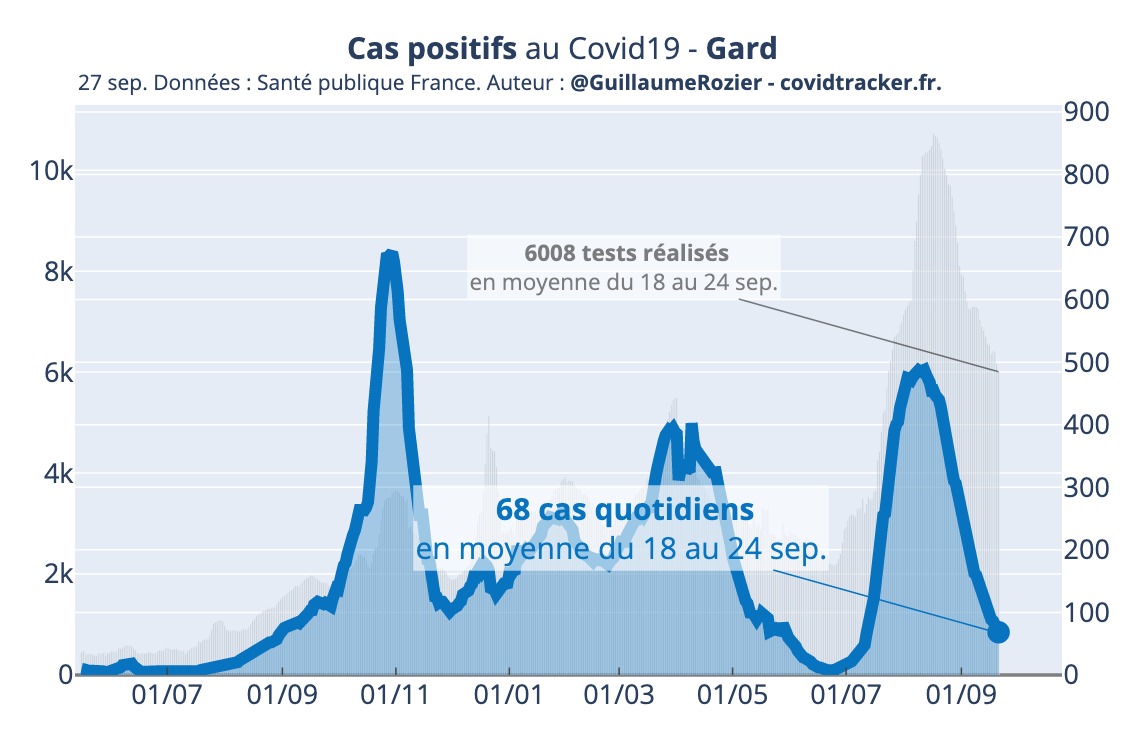 Cas positifs au Covid19 - Gard
27 sep. Données : Santé publique France. Auteur : @GuillaumeRozier - covidtracker.fr.
900
10k
800
700
6008 tests réalisés
en moyenne du 18 au 24 sep.
8k
600
6k
500
400
4k
300
68 cas quotidiens
en moyenne du 18 au 24 sep.
200
2k
100
0
0
01/07
01/09
01/11
01/01
01/03
01/05
01/07
01/09